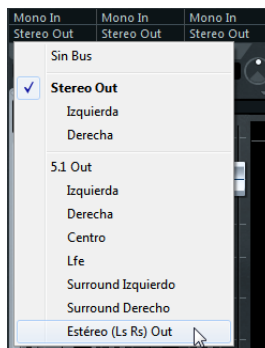 Mono In Mono In Mono In
Stereo Out Stereo Out Stereo Out
Sin Bus
Stereo Out
Izquierda
Derecha
5.1 Out
Izquierda
Derecha
Centro
Lfe
Surround Izquierdo
Surround Derecho
Estéreo (Ls Rs) Out